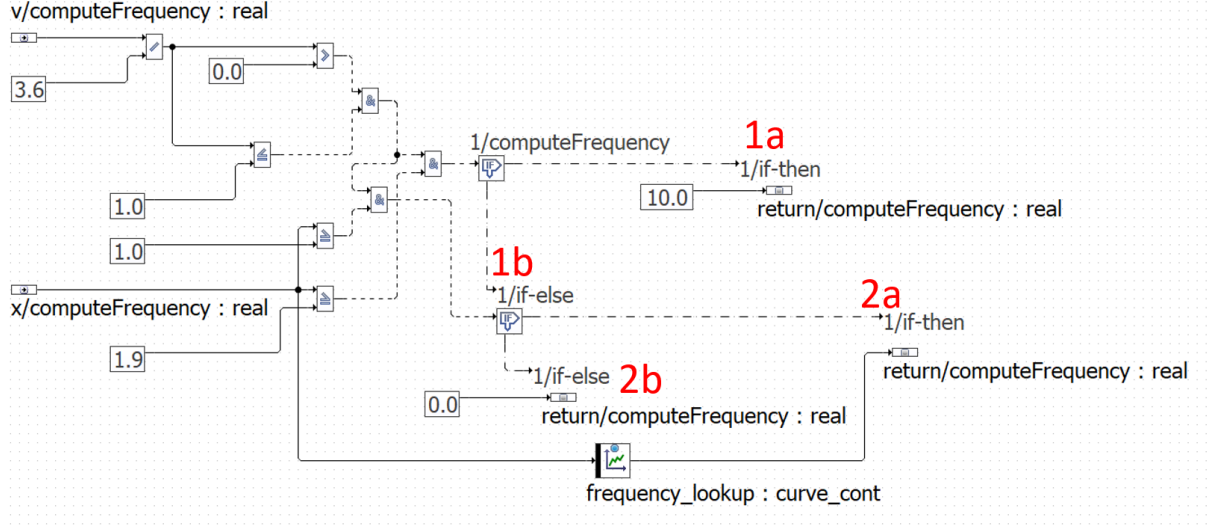 v/computeFrequency : real
3.6
0.0
>
&
1.0
1/computeFrequency
1a
&
IF
1/if-then
10.0
&
return/computeFrequency : real
1.0
1b
x/computeFrequency : real
1/if-else
2a
IF
1/if-then
1.9
return/computeFrequency : real
1/if-else
2b
0.0
return/computeFrequency : real
frequency_lookup : curve_cont